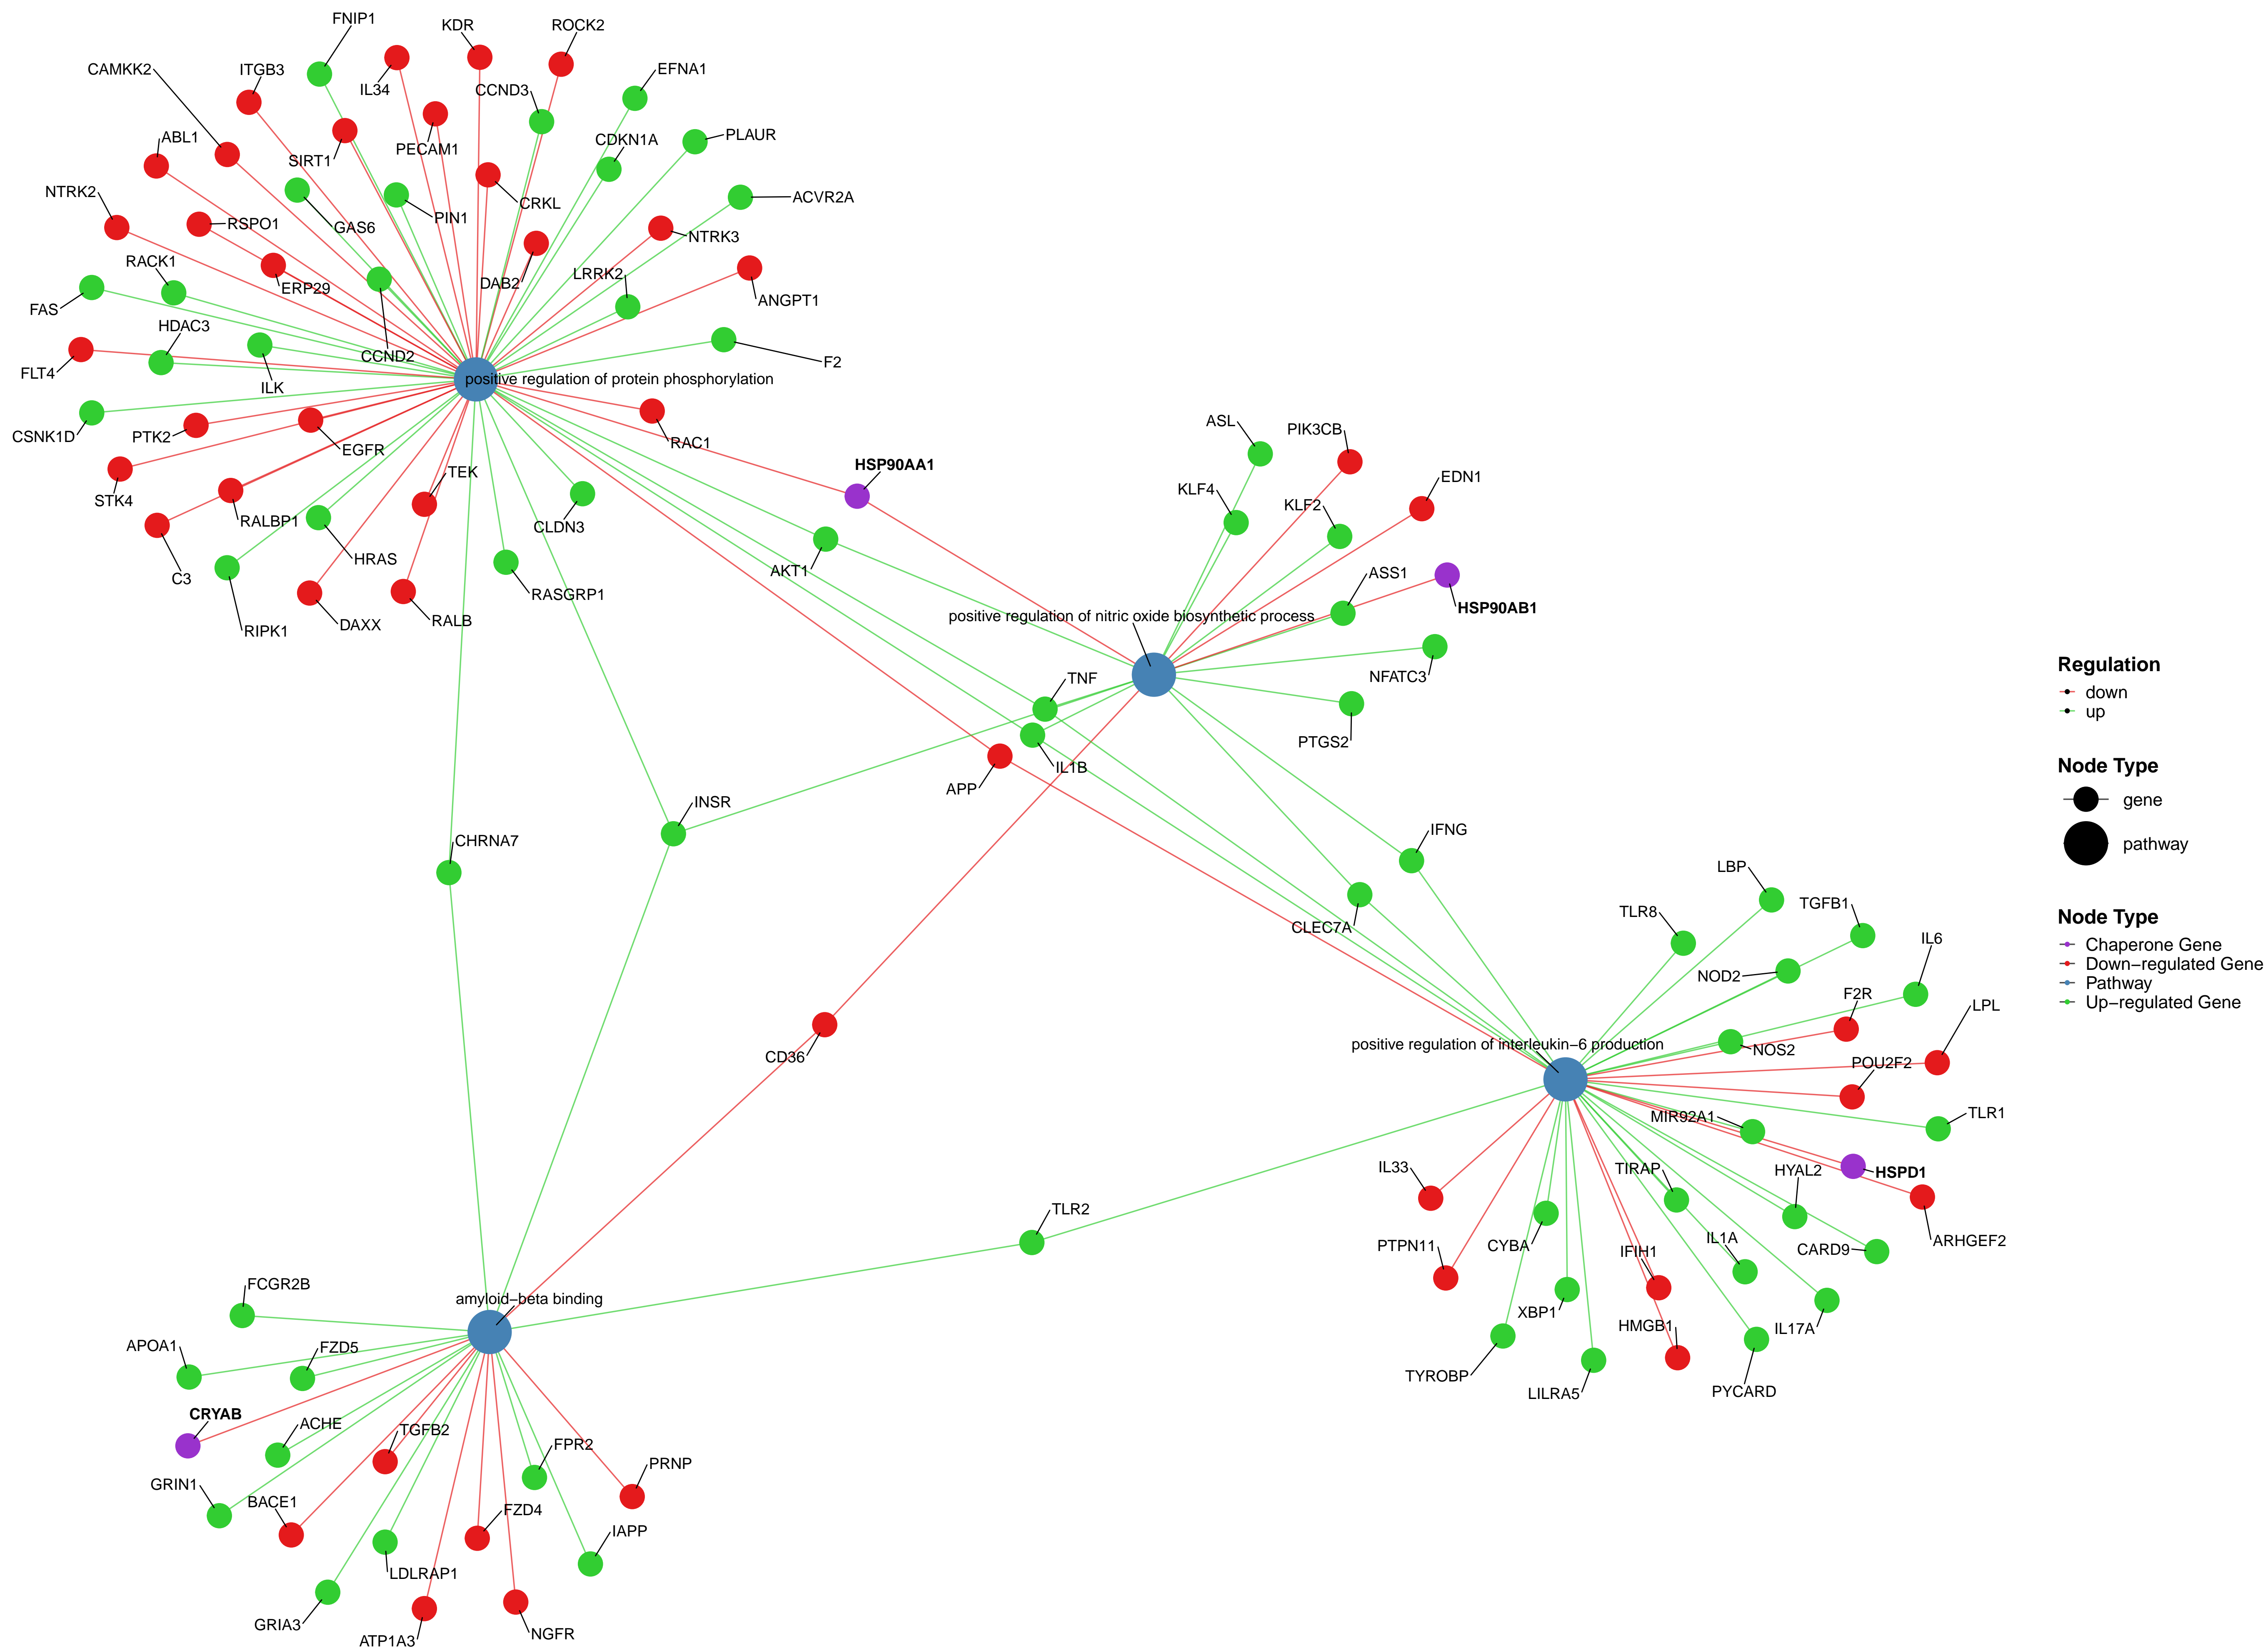 FNIP1
KDR
ROCK2
CAMKK2
ITGB3
IL34
CCND3
EFNA1
ABL1
SIRT1
PECAM1
CDKN1A
PLAUR
NTRK2
RSPO1
GAS6
PIN1
CRKL
ACVR2A
NTRK3
RACK1
ERP29
DAB2
LRRK2
ANGPT1
FAS
HDAC3
CCND2
F2
FLT4
ILK
positive regulation of protein phosphorylation
CSNK1D
PTK2
EGFR
RAC1
STK4
TEK
HSP90AA1
RALBP1
CLDN3
C3
HRAS
AKT1
RASGRP1
RIPK1
DAXX
RALB
ASL
PIK3CB
EDN1
KLF4
KLF2
ASS1
HSP90AB1
positive regulation of nitric oxide biosynthetic process
NFATC3
TNF
PTGS2
IL1B
APP
INSR
CHRNA7
IFNG
CLEC7A
CD36
TLR2
LBP
TGFB1
TLR8
IL6
NOD2
F2R
LPL
positive regulation of interleukin−6 production
NOS2
POU2F2
MIR92A1
TLR1
IL33
TIRAP
HYAL2
HSPD1
PTPN11
CYBA
IFIH1
IL1A
CARD9
ARHGEF2
XBP1
HMGB1
IL17A
TYROBP
LILRA5
PYCARD
FCGR2B
amyloid−beta binding
APOA1
FZD5
CRYAB
ACHE
TGFB2
FPR2
PRNP
GRIN1
BACE1
FZD4
IAPP
LDLRAP1
GRIA3
ATP1A3
NGFR
Regulation
down
up
Node Type
gene
pathway
Node Type
Chaperone Gene
Down−regulated Gene
Pathway
Up−regulated Gene